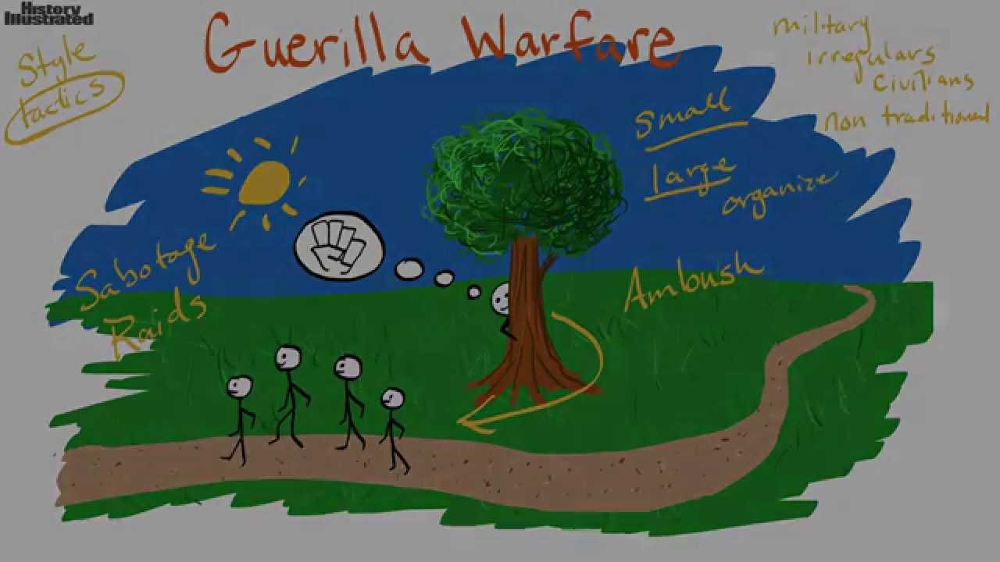 History
Illustrated
Guerilla Warfare
Style
tactics
military
irregulars
civilians
non traditional
small
large
organize
Sabotage
Raids
Ambush